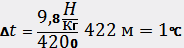 Δt = 9,8 Н/кг / 4200 422 м = 1°C